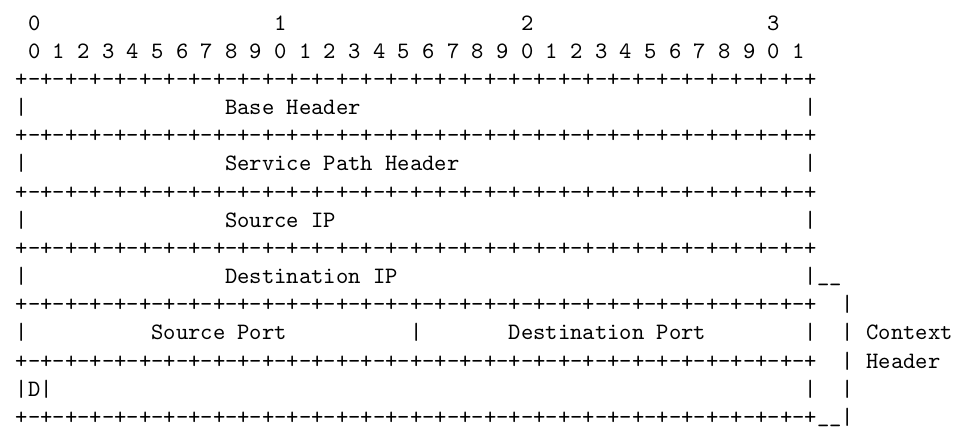 0                   1                   2                   3
 0 1 2 3 4 5 6 7 8 9 0 1 2 3 4 5 6 7 8 9 0 1 2 3 4 5 6 7 8 9 0 1
+-+-+-+-+-+-+-+-+-+-+-+-+-+-+-+-+-+-+-+-+-+-+-+-+-+-+-+-+-+-+-+-+
|                Base Header                                    |
+-+-+-+-+-+-+-+-+-+-+-+-+-+-+-+-+-+-+-+-+-+-+-+-+-+-+-+-+-+-+-+-+
|                Service Path Header                            |
+-+-+-+-+-+-+-+-+-+-+-+-+-+-+-+-+-+-+-+-+-+-+-+-+-+-+-+-+-+-+-+-+
|                Source IP                                      |
+-+-+-+-+-+-+-+-+-+-+-+-+-+-+-+-+-+-+-+-+-+-+-+-+-+-+-+-+-+-+-+-+
|                Destination IP                                 |__
+-+-+-+-+-+-+-+-+-+-+-+-+-+-+-+-+-+-+-+-+-+-+-+-+-+-+-+-+-+-+-+-+  |
|          Source Port          |       Destination Port        |  | Context
+-+-+-+-+-+-+-+-+-+-+-+-+-+-+-+-+-+-+-+-+-+-+-+-+-+-+-+-+-+-+-+-+  | Header
|D|                                                             |  |
+-+-+-+-+-+-+-+-+-+-+-+-+-+-+-+-+-+-+-+-+-+-+-+-+-+-+-+-+-+-+-+-+__|